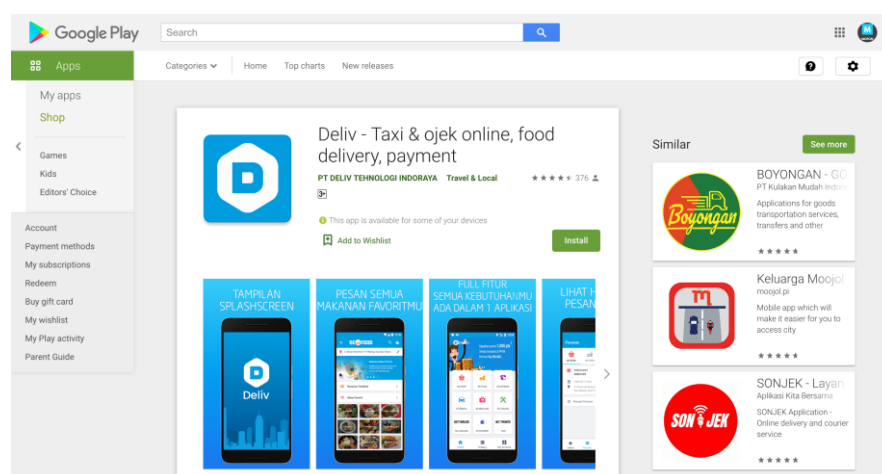 Google Play
Search
Apps
Categories
Home
Top charts
New releases
My apps
Shop
Games
Kids
Editors' Choice
Account
Payment methods
My subscriptions
Redeem
Buy gift card
My wishlist
My Play activity
Parent Guide
Deliv - Taxi & ojek online, food
delivery, payment
PT DELIV TEHNOLOGI INDORAYA Travel & Local
376
3+
This app is available for some of your devices
Add to Wishlist
Install
TAMPILAN
SPLASHSCREEN
Deliv
PESAN SEMUA
MAKANAN FAVORITMU
FULL FITUR
SEMUA KEBUTUHANMU
ADA DALAM 1 APLIKASI
LIHAT H
PESAN
Similar
See more
Boyongan
BOYONGAN - GO
PT Kulakan Mudah Indon
Applications for goods
transportation services,
transfers and other
m
Keluarga Moojol
moojol.pi
Mobile app which will
make it easier for you to
access city
SON JEK
SONJEK - Layan
Aplikasi Kita Bersama
SONJEK Application -
Online delivery and courier
service